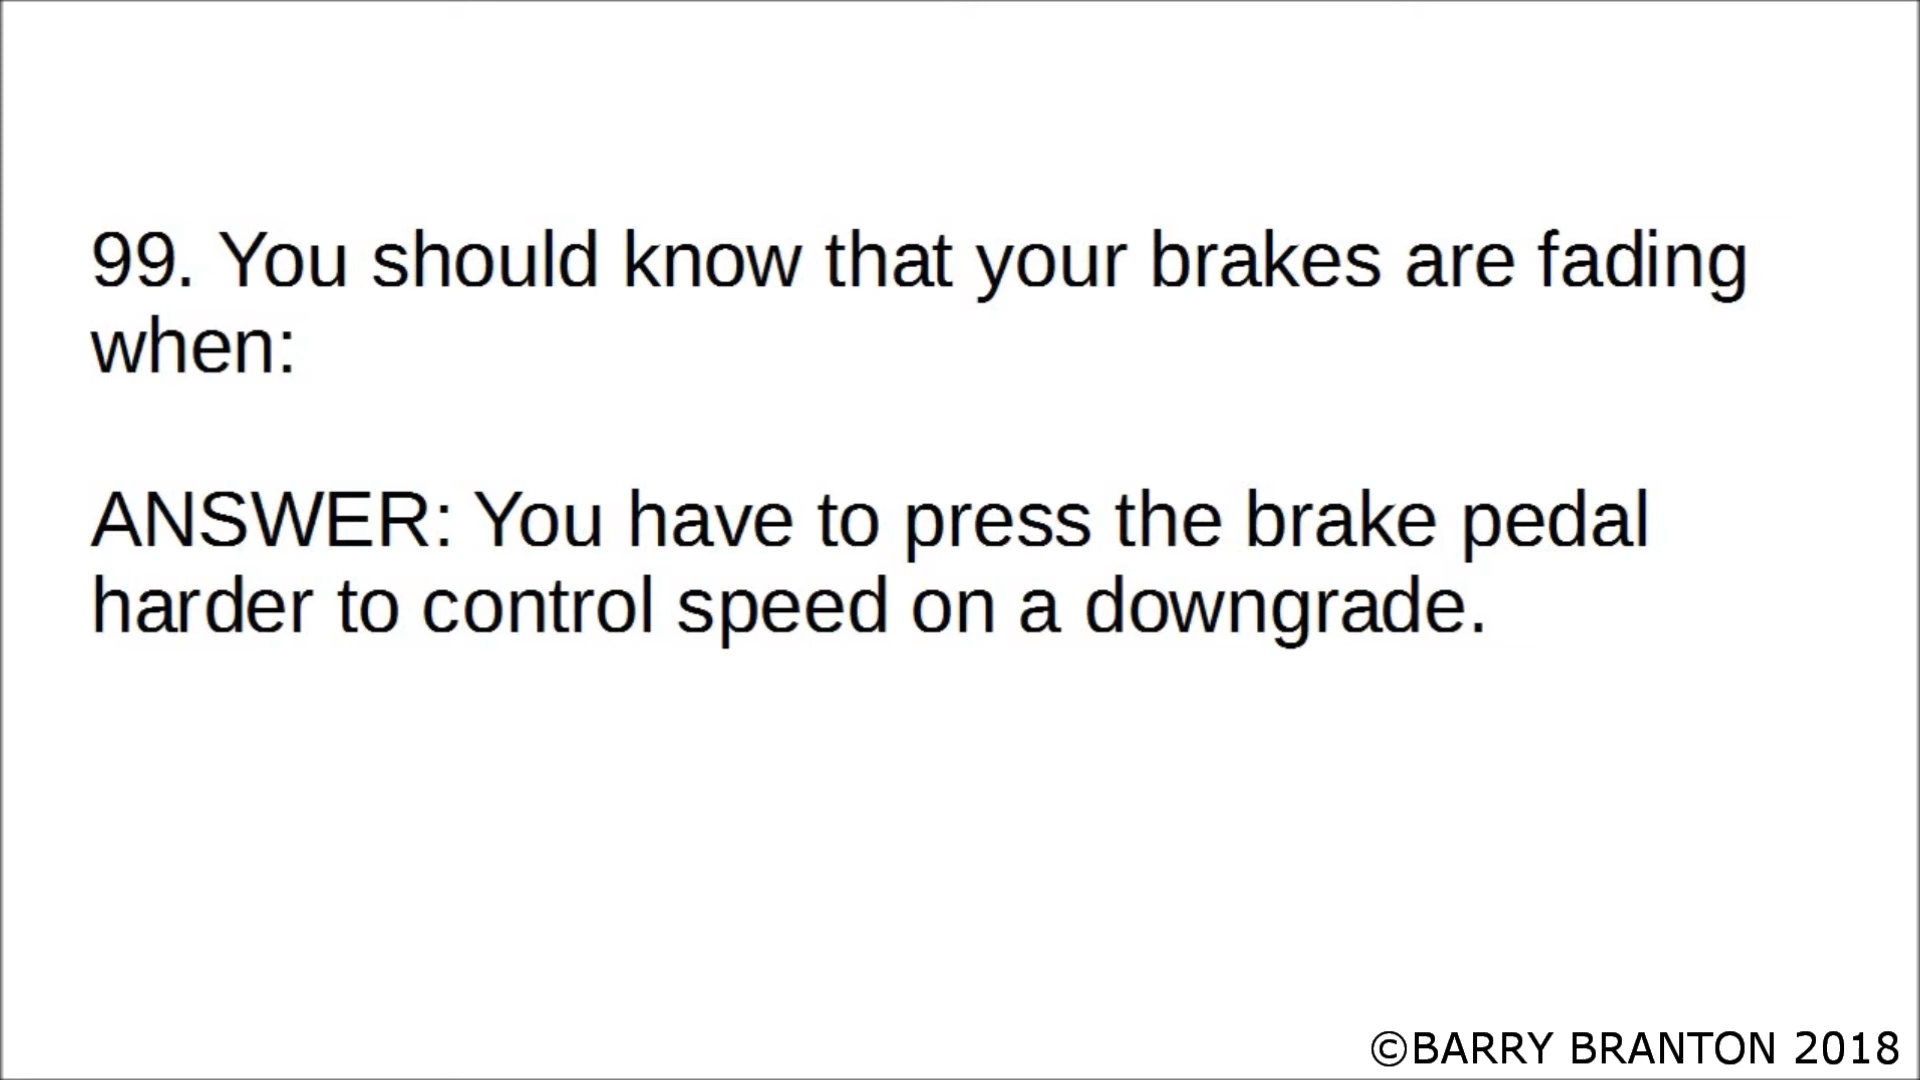 99. You should know that your brakes are fading
when:
ANSWER: You have to press the brake pedal
harder to control speed on a downgrade.
©BARRY BRANTON 2018